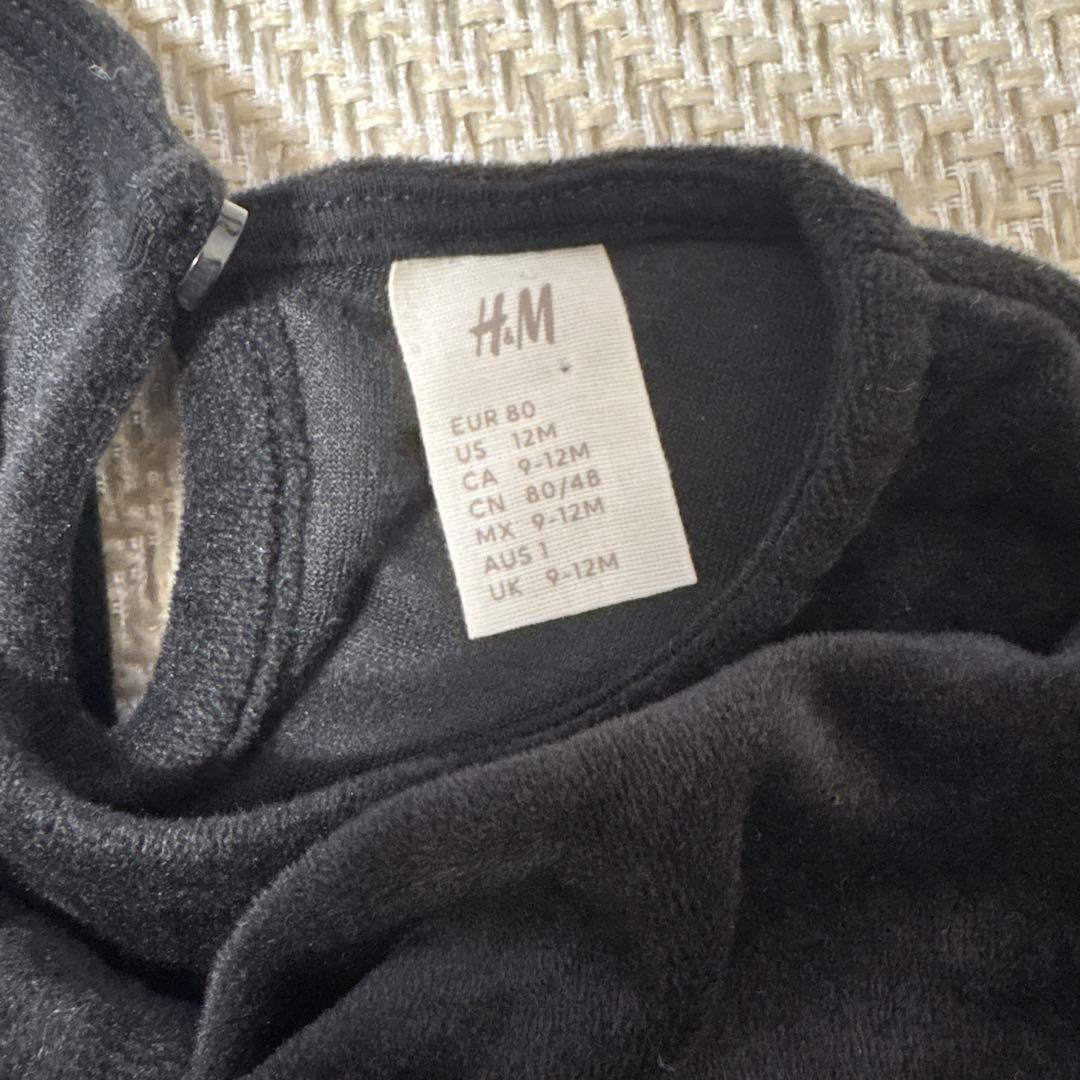 H&M
EUR 80
US 12M
CA 9-12M
CN 80/48
MX 9-12M
AUS 1
UK 9-12M